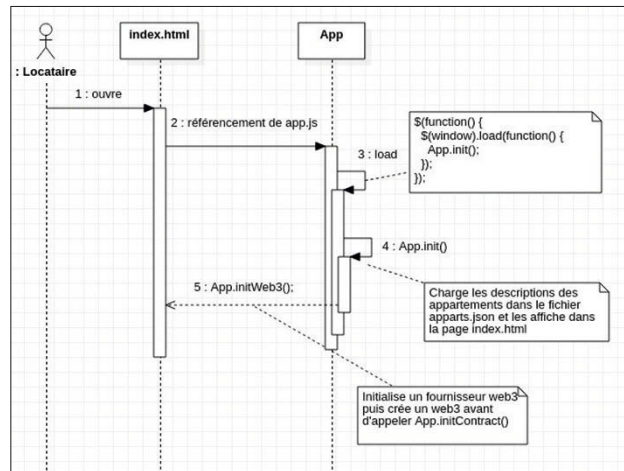 index.html
App
: Locataire
1 : ouvre
2 : référencement de app.js
$(function() {
$(window).load(function() {
App.init();
});
});
3 : load
4 : App.init()
5 : App.initWeb3();
Charge les descriptions des
appartements dans le fichier
apparts.json et les affiche dans
la page index.html
Initialise un fournisseur web3
puis crée un web3 avant
d'appeler App.initContract()